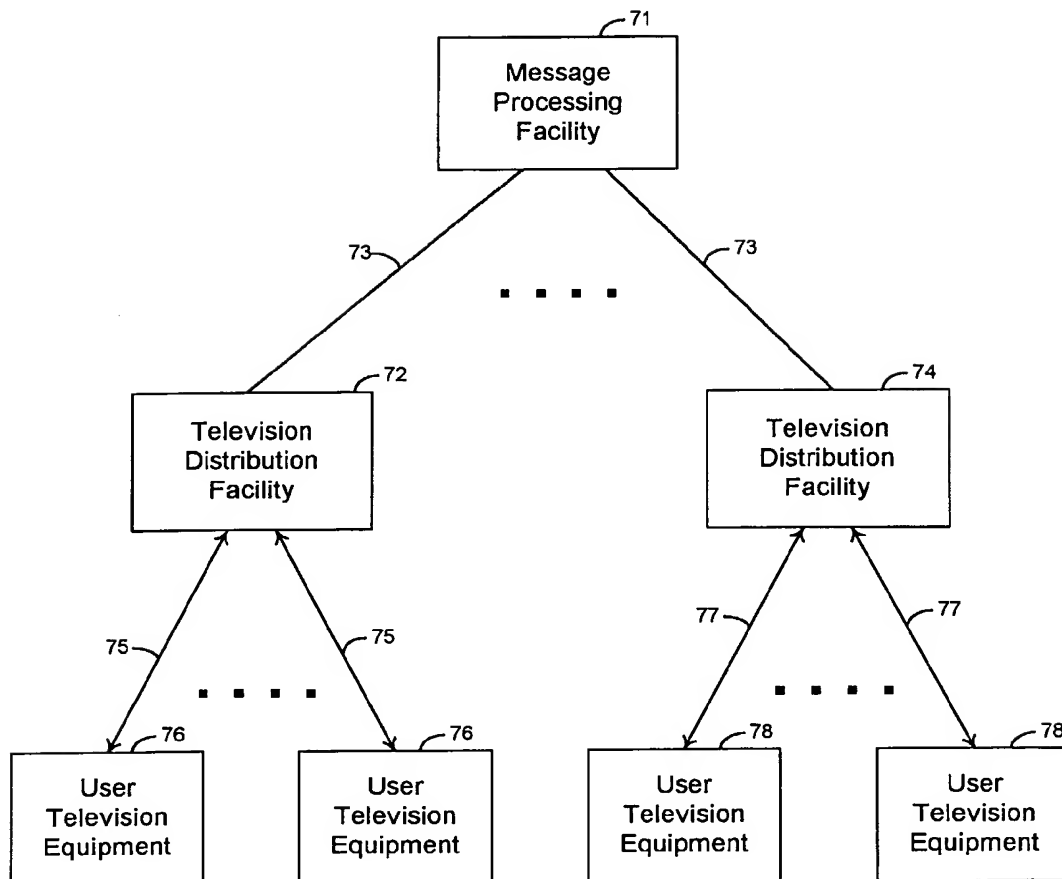 71
Message
Processing
Facility
73
73
72
Television
Distribution
Facility
74
Television
Distribution
Facility
75
75
77
77
76
User
Television
Equipment
76
User
Television
Equipment
78
User
Television
Equipment
78
User
Television
Equipment